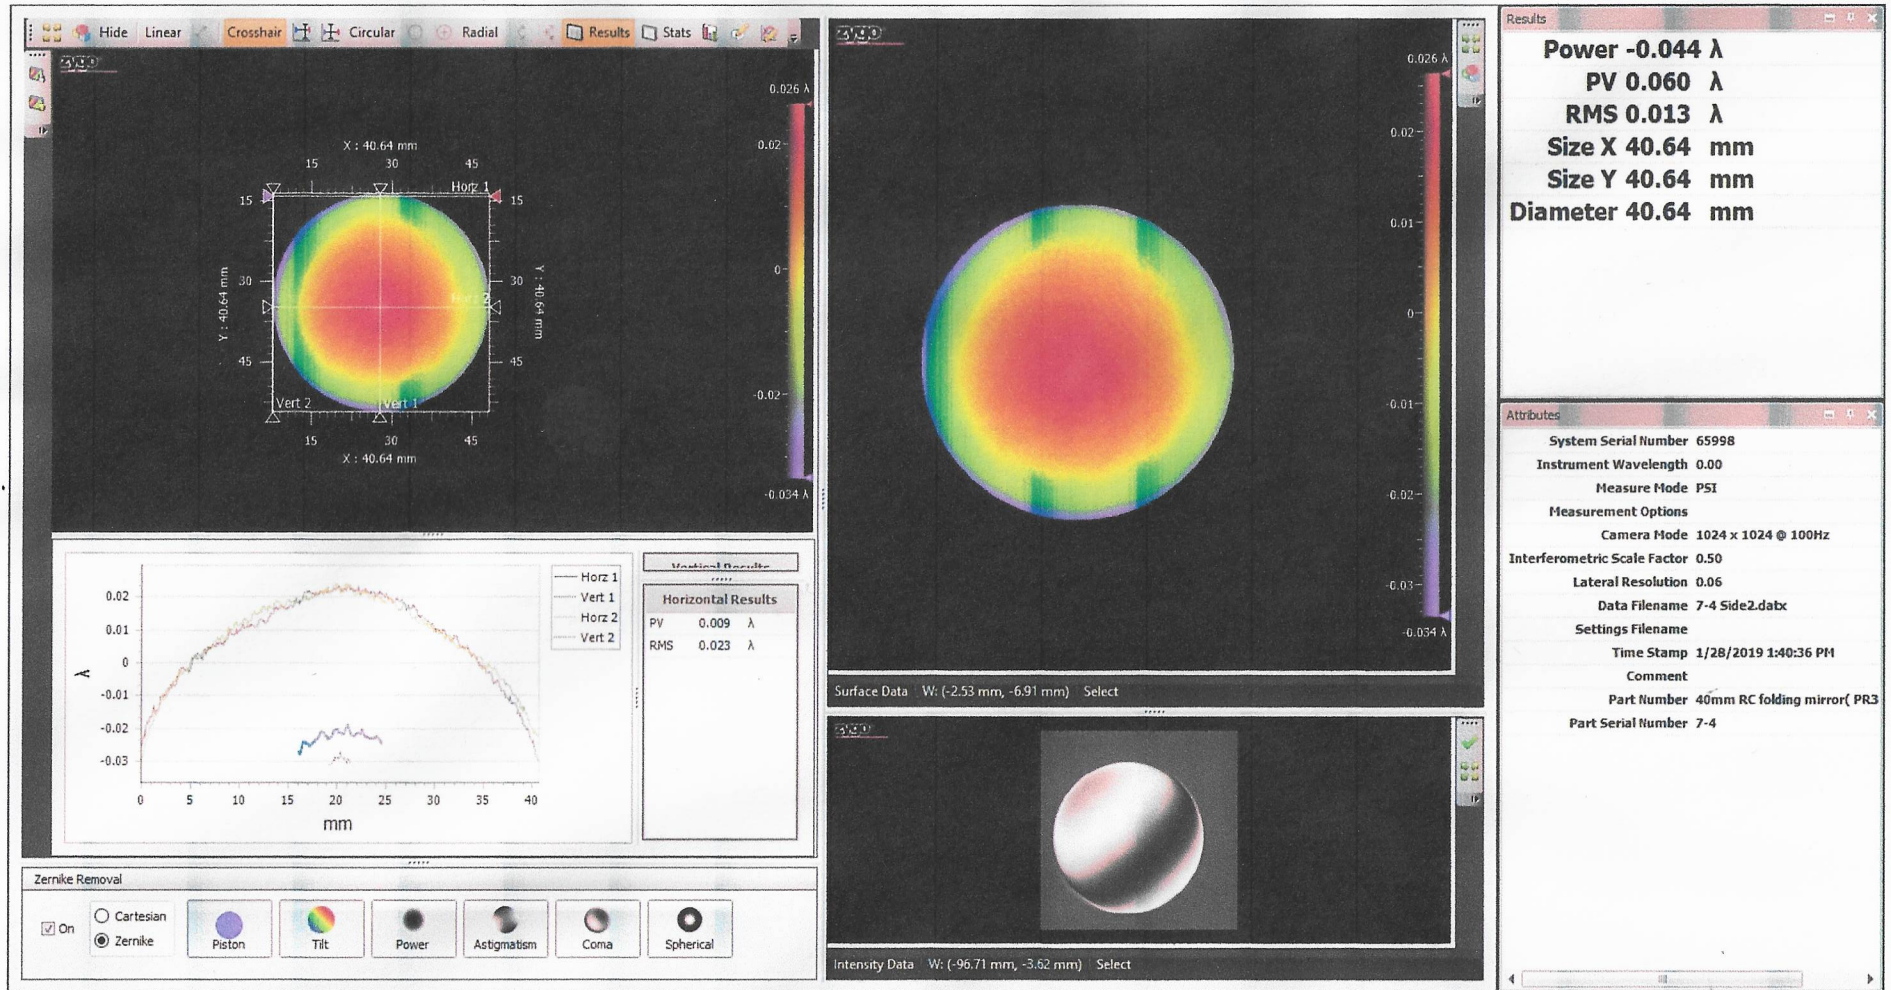 Hide Linear Crosshair Circular Radial Results Stats
zygo
0.026 λ
0.02
0
-0.02
-0.034 λ
X : 40.64 mm
15 30 45
Horz 1
15 15
30 30
Horz 2
Y : 40.64 mm
Y : 40.64 mm
45 45
Vert 2 Vert 1
15 30 45
X : 40.64 mm
0.02
0.01
0
-0.01
-0.02
-0.03
λ
0 5 10 15 20 25 30 35 40
mm
Horz 1
Vert 1
Horz 2
Vert 2
Vertical Results
Horizontal Results
PV 0.009 λ
RMS 0.023 λ
Zernike Removal
On
Cartesian
Zernike
Piston Tilt Power Astigmatism Coma Spherical
zygo
0.026 λ
0.02
0.01
0
-0.01
-0.02
-0.03
-0.034 λ
Surface Data W: (-2.53 mm, -6.91 mm) Select
zygo
Intensity Data W: (-96.71 mm, -3.62 mm) Select
Results
Power -0.044 λ
PV 0.060 λ
RMS 0.013 λ
Size X 40.64 mm
Size Y 40.64 mm
Diameter 40.64 mm
Attributes
System Serial Number 65998
Instrument Wavelength 0.00
Measure Mode PSI
Measurement Options
Camera Mode 1024 x 1024 @ 100Hz
Interferometric Scale Factor 0.50
Lateral Resolution 0.06
Data Filename 7-4 Side2.datx
Settings Filename
Time Stamp 1/28/2019 1:40:36 PM
Comment
Part Number 40mm RC folding mirror( PR3
Part Serial Number 7-4